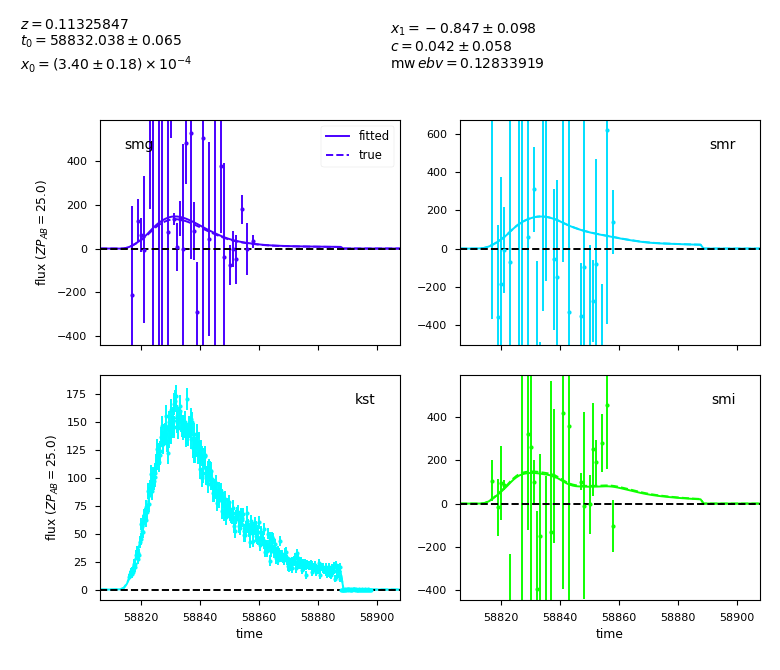 z = 0.11325847
t₀ = 58832.038 ± 0.065
x₀ = (3.40 ± 0.18) × 10⁻⁴
x₁ = −0.847 ± 0.098
c = 0.042 ± 0.058
mw ebv = 0.12833919
smg
fitted
true
400
200
0
−200
−400
flux (ZP_AB = 25.0)
smr
600
400
200
0
−200
−400
kst
175
150
125
100
75
50
25
0
flux (ZP_AB = 25.0)
58820 58840 58860 58880 58900
time
smi
400
200
0
−200
−400
58820 58840 58860 58880 58900
time